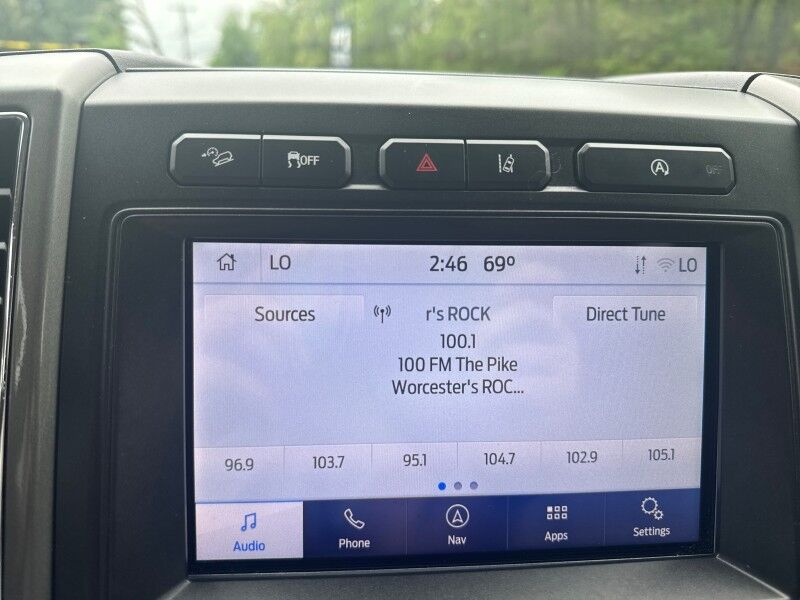 OFF
A OFF
LO 2:46 69° LO
Sources r's ROCK Direct Tune
100.1
100 FM The Pike
Worcester's ROC...
96.9 103.7 95.1 104.7 102.9 105.1
Audio Phone Nav Apps Settings